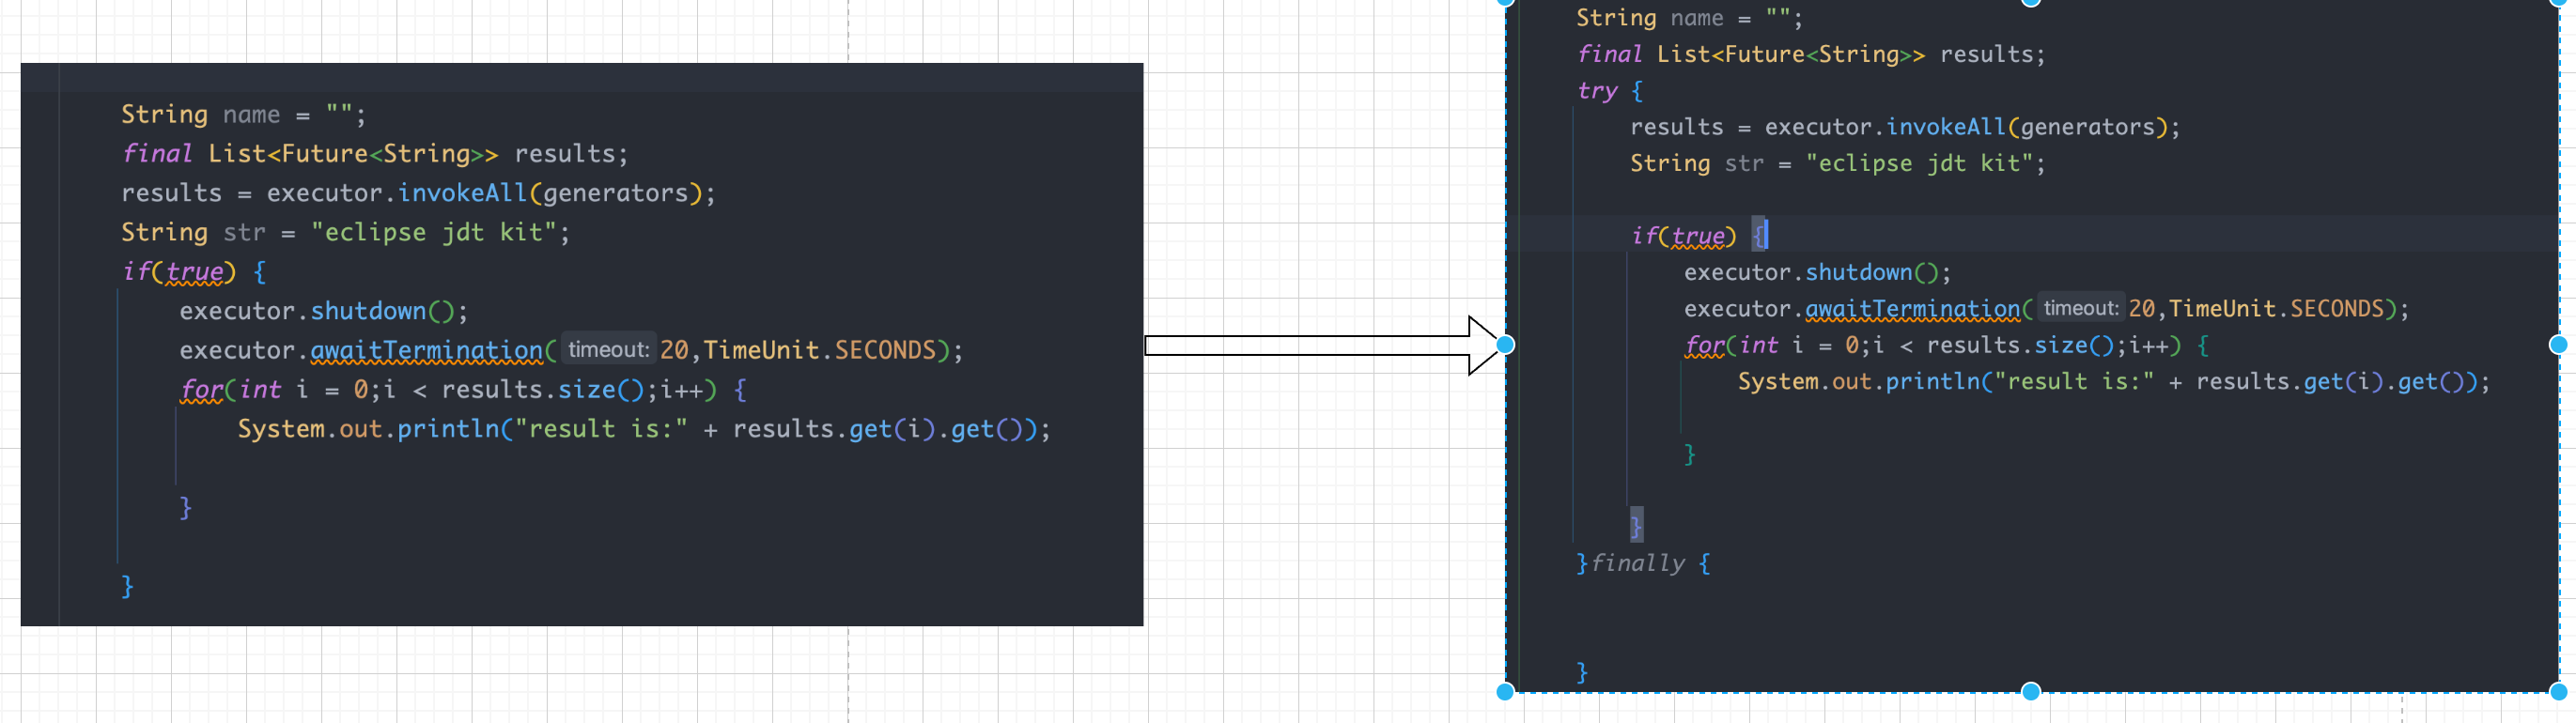 String name = "";
final List<Future<String>> results;
results = executor.invokeAll(generators);
String str = "eclipse jdt kit";
if(true) {
executor.shutdown();
executor.awaitTermination( timeout: 20,TimeUnit.SECONDS);
for(int i = 0;i < results.size();i++) {
System.out.println("result is:" + results.get(i).get());
}
}
String name = "";
final List<Future<String>> results;
try {
results = executor.invokeAll(generators);
String str = "eclipse jdt kit";
if(true) {
executor.shutdown();
executor.awaitTermination( timeout: 20,TimeUnit.SECONDS);
for(int i = 0;i < results.size();i++) {
System.out.println("result is:" + results.get(i).get());
}
}
}finally {
}